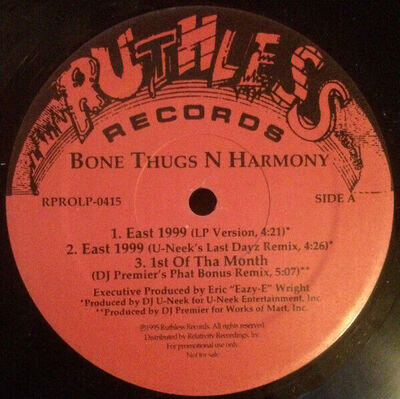 RUTHLESS
RECORDS
BONE THUGS N HARMONY
RPROLP-0415 SIDE A
1. East 1999 (LP Version, 4:21)*
2. East 1999 (U-Neek's Last Dayz Remix, 4:26)*
3. 1st Of Tha Month
(DJ Premier's Phat Bonus Remix, 5:07)**
Executive Produced by Eric "Eazy-E" Wright
*Produced by DJ U-Neek for U-Neek Entertainment, Inc.
**Produced by DJ Premier for Works of Mart, Inc.
℗1995 Ruthless Records. All rights reserved.
Distributed by Relativity Recordings, Inc.
For promotional use only.
Not for sale.